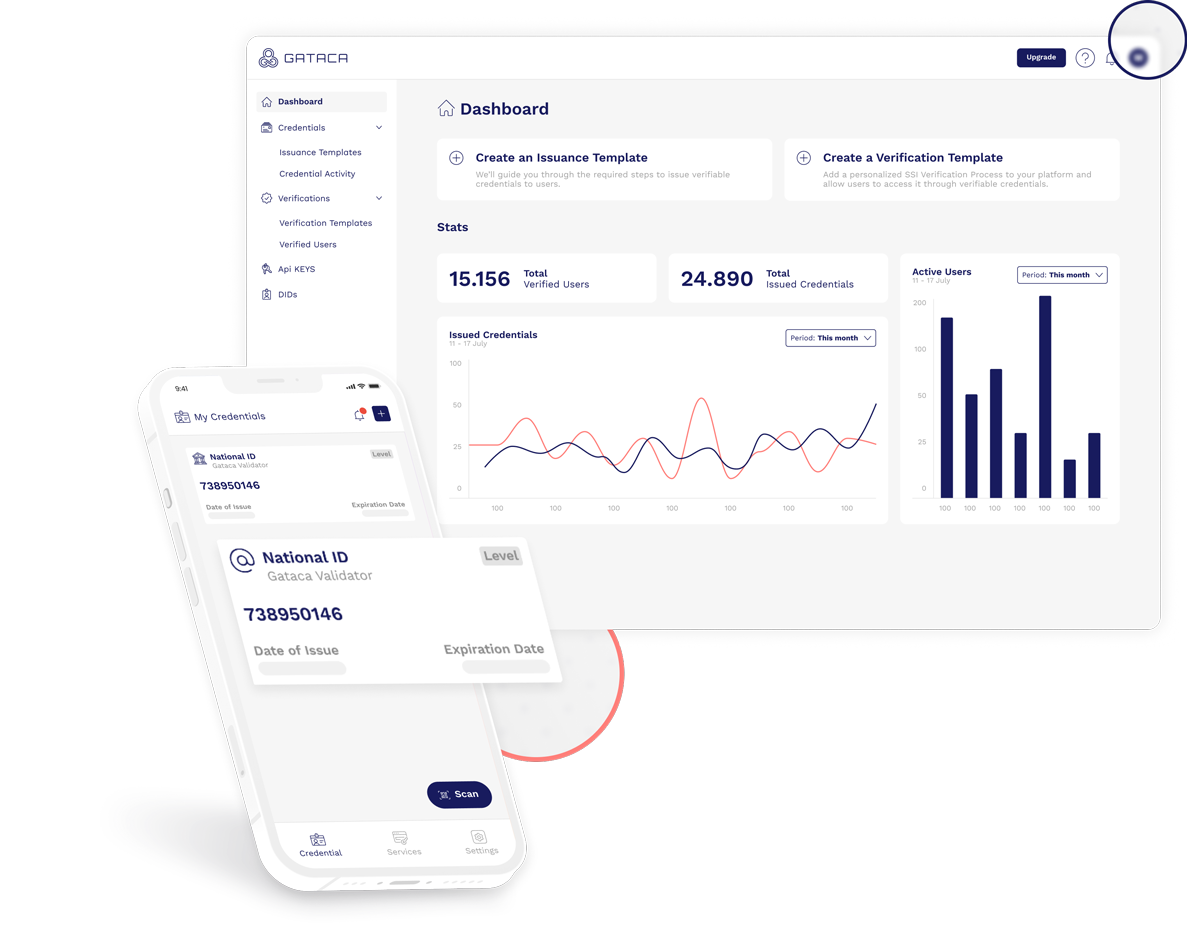 GATACA
Upgrade
?
Dashboard
Credentials
Issuance Templates
Credential Activity
Verifications
Verification Templates
Verified Users
Api KEYS
DIDs
Dashboard
Create an Issuance Template
We'll guide you through the required steps to issue verifiable
credentials to users.
Create a Verification Template
Add a personalized SSI Verification Process to your platform and
allow users to access it through verifiable credentials.
Stats
15.156
Total
Verified Users
24.890
Total
Issued Credentials
Issued Credentials
11 - 17 July
Period: This month
100
50
25
0
100 100 100 100 100 100 100
Active Users
11 - 17 July
Period: This month
200
100
50
25
0
100 100 100 100 100 100 100
9:41
My Credentials
National ID
Gataca Validator
Level
738950146
Date of Issue
Expiration Date
National ID
Gataca Validator
Level
738950146
Date of Issue
Expiration Date
Scan
Credential
Services
Settings